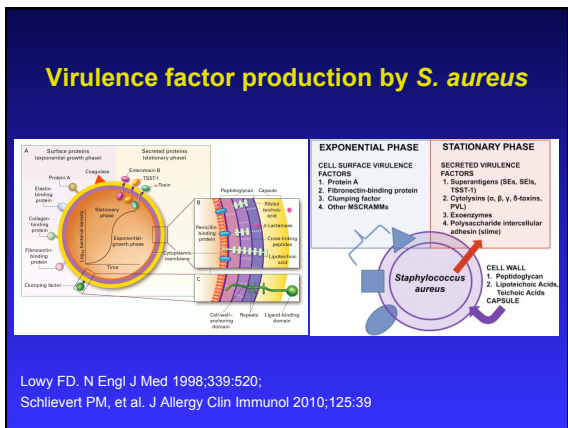 Virulence factor production by S. aureus
A
Surface proteins
(exponential-growth phase)
Secreted proteins
(stationary phase)
Coagulase
Enterotoxin B
TSST-1
α-Toxin
Protein A
Elastin-
binding
protein
Collagen-
binding
protein
Fibronectin-
binding
protein
Clumping factor
Stationary
phase
Exponential-
growth phase
Log₁₀ bacterial density
Time
Cytoplasmic
membrane
B
Peptidoglycan
Capsule
Ribitol
teichoic
acid
Penicillin-
binding
protein
β-Lactamase
Cross-linking
peptides
Lipoteichoic
acid
C
Cell-wall–
anchoring
domain
Repeats
Ligand-binding
domain
EXPONENTIAL PHASE
CELL SURFACE VIRULENCE
FACTORS
1. Protein A
2. Fibronectin-binding protein
3. Clumping factor
4. Other MSCRAMMs
STATIONARY PHASE
SECRETED VIRULENCE
FACTORS
1. Superantigens (SEs, SEls,
TSST-1)
2. Cytolysins (α, β, γ, δ-toxins,
PVL)
3. Exoenzymes
4. Polysaccharide intercellular
adhesin (slime)
Staphylococcus
aureus
CELL WALL
1. Peptidoglycan
2. Lipoteichoic Acids,
Teichoic Acids
CAPSULE
Lowy FD. N Engl J Med 1998;339:520;
Schlievert PM, et al. J Allergy Clin Immunol 2010;125:39